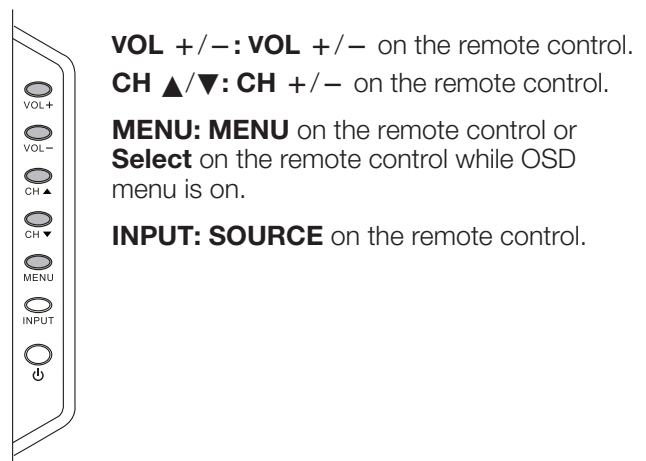 VOL+
VOL−
CH ▲
CH ▼
MENU
INPUT
VOL +/−: VOL +/− on the remote control.
CH ▲/▼: CH +/− on the remote control.
MENU: MENU on the remote control or
Select on the remote control while OSD
menu is on.
INPUT: SOURCE on the remote control.